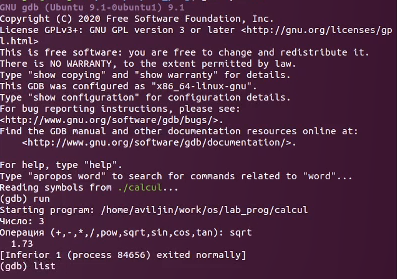 GNU gdb (Ubuntu 9.1-0ubuntu1) 9.1
Copyright (C) 2020 Free Software Foundation, Inc.
License GPLv3+: GNU GPL version 3 or later <http://gnu.org/licenses/gp
l.html>
This is free software: you are free to change and redistribute it.
There is NO WARRANTY, to the extent permitted by law.
Type "show copying" and "show warranty" for details.
This GDB was configured as "x86_64-linux-gnu".
Type "show configuration" for configuration details.
For bug reporting instructions, please see:
<http://www.gnu.org/software/gdb/bugs/>.
Find the GDB manual and other documentation resources online at:
    <http://www.gnu.org/software/gdb/documentation/>.

For help, type "help".
Type "apropos word" to search for commands related to "word"...
Reading symbols from ./calcul...
(gdb) run
Starting program: /home/aviljin/work/os/lab_prog/calcul
Число: 3
Операция (+,-,*,/,pow,sqrt,sin,cos,tan): sqrt
  1.73
[Inferior 1 (process 84656) exited normally]
(gdb) list